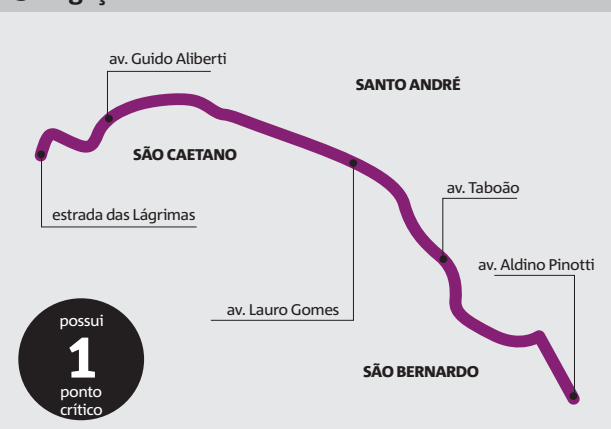 av. Guido Aliberti
SANTO ANDRÉ
SÃO CAETANO
av. Taboão
estrada das Lágrimas
av. Aldino Pinotti
av. Lauro Gomes
possui
1
ponto
crítico
SÃO BERNARDO